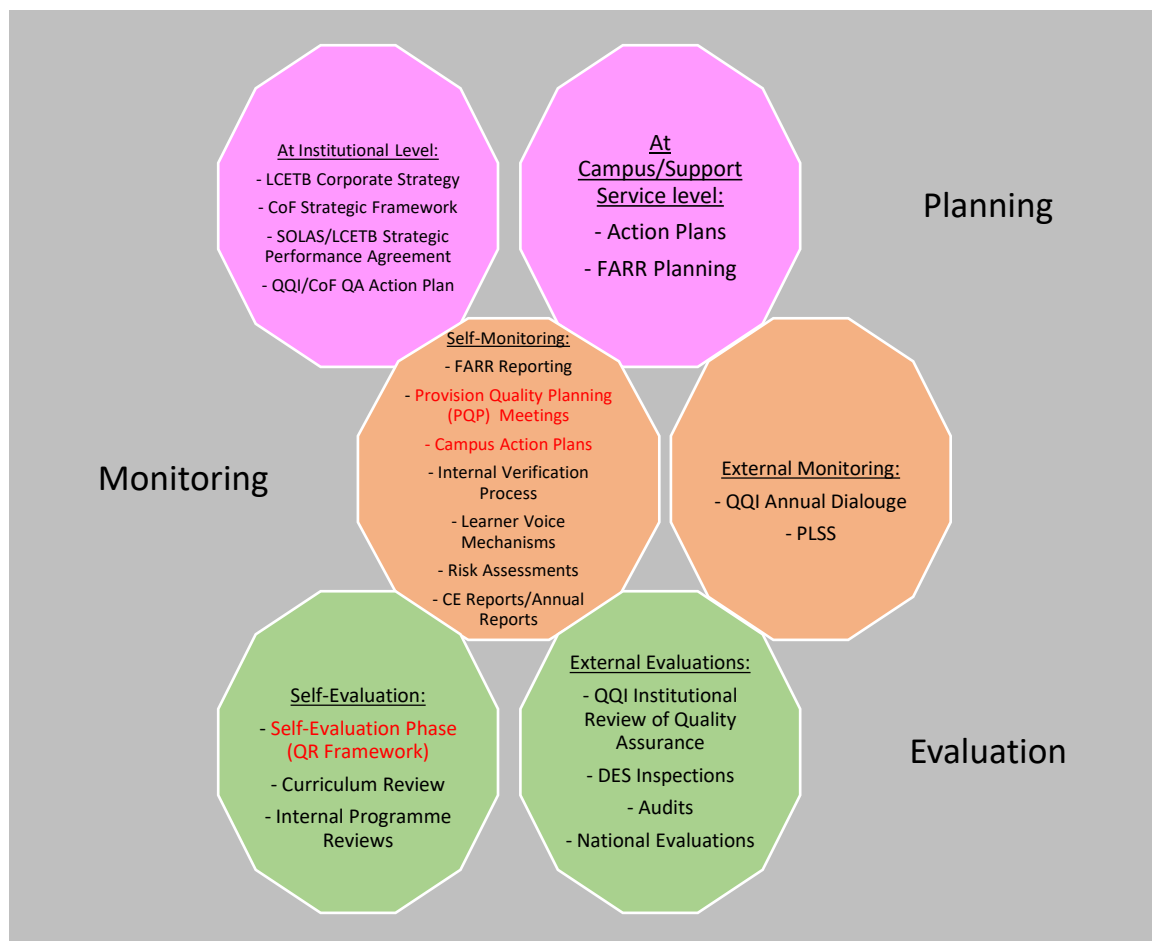 At Institutional Level:
- LCETB Corporate Strategy
- CoF Strategic Framework
- SOLAS/LCETB Strategic
Performance Agreement
- QQI/CoF QA Action Plan
At
Campus/Support
Service level:
- Action Plans
- FARR Planning
Planning
Monitoring
Self-Monitoring:
- FARR Reporting
- Provision Quality Planning
(PQP) Meetings
- Campus Action Plans
- Internal Verification
Process
- Learner Voice
Mechanisms
- Risk Assessments
- CE Reports/Annual
Reports
External Monitoring:
- QQI Annual Dialouge
- PLSS
Self-Evaluation:
- Self-Evaluation Phase
(QR Framework)
- Curriculum Review
- Internal Programme
Reviews
External Evaluations:
- QQI Institutional
Review of Quality
Assurance
- DES Inspections
- Audits
- National Evaluations
Evaluation